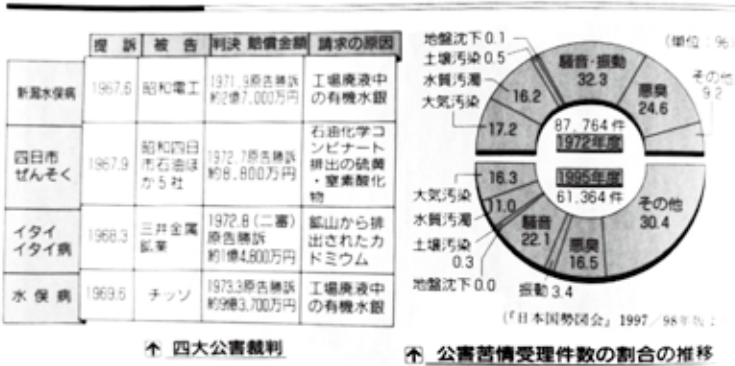 提訴 被告 判決 賠償金額 請求の原因
新潟水俣病 1967.6 昭和電工 1971.9原告勝訴 工場廃液中
約2億7,000万円 の有機水銀
四日市
ぜんそく
1967.9
昭和四日
市石油ほ
か5社
1972.7原告勝訴
約8,800万円
石油化学コ
ンビナート
排出の硫黄
・窒素酸化
物
イタイ
イタイ病
1968.3
三井金属
鉱業
1972.8(二審)
原告勝訴
約1億4,800万円
鉱山から排
出されたカ
ドミウム
水俣病
1969.6
チッソ
1973.3原告勝訴
約9億3,700万円
工場廃液中
の有機水銀
↑ 四大公害裁判
(単位:%)
地盤沈下 0.1
土壌汚染 0.5
水質汚濁
16.2
大気汚染
17.2
騒音・振動
32.3
悪臭
24.6
その他
9.2
87,764件
1972年度
1995年度
61,364件
大気汚染
16.3
水質汚濁
11.0
土壌汚染
0.3
地盤沈下 0.0
騒音
22.1
振動 3.4
悪臭
16.5
その他
30.4
(『日本国勢図会』1997/98年
↑ 公害苦情受理件数の割合の推移